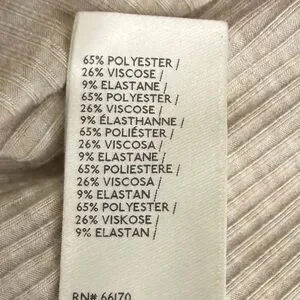 65% POLYESTER /
26% VISCOSE /
9% ELASTANE /
65% POLYESTER /
26% VISCOSE /
9% ÉLASTHANNE /
65% POLIÉSTER /
26% VISCOSA /
9% ELASTANE /
65% POLIESTERE /
26% VISCOSA /
9% ELASTAN /
65% POLYESTER /
26% VISKOSE /
9% ELASTAN /
RN# 66170